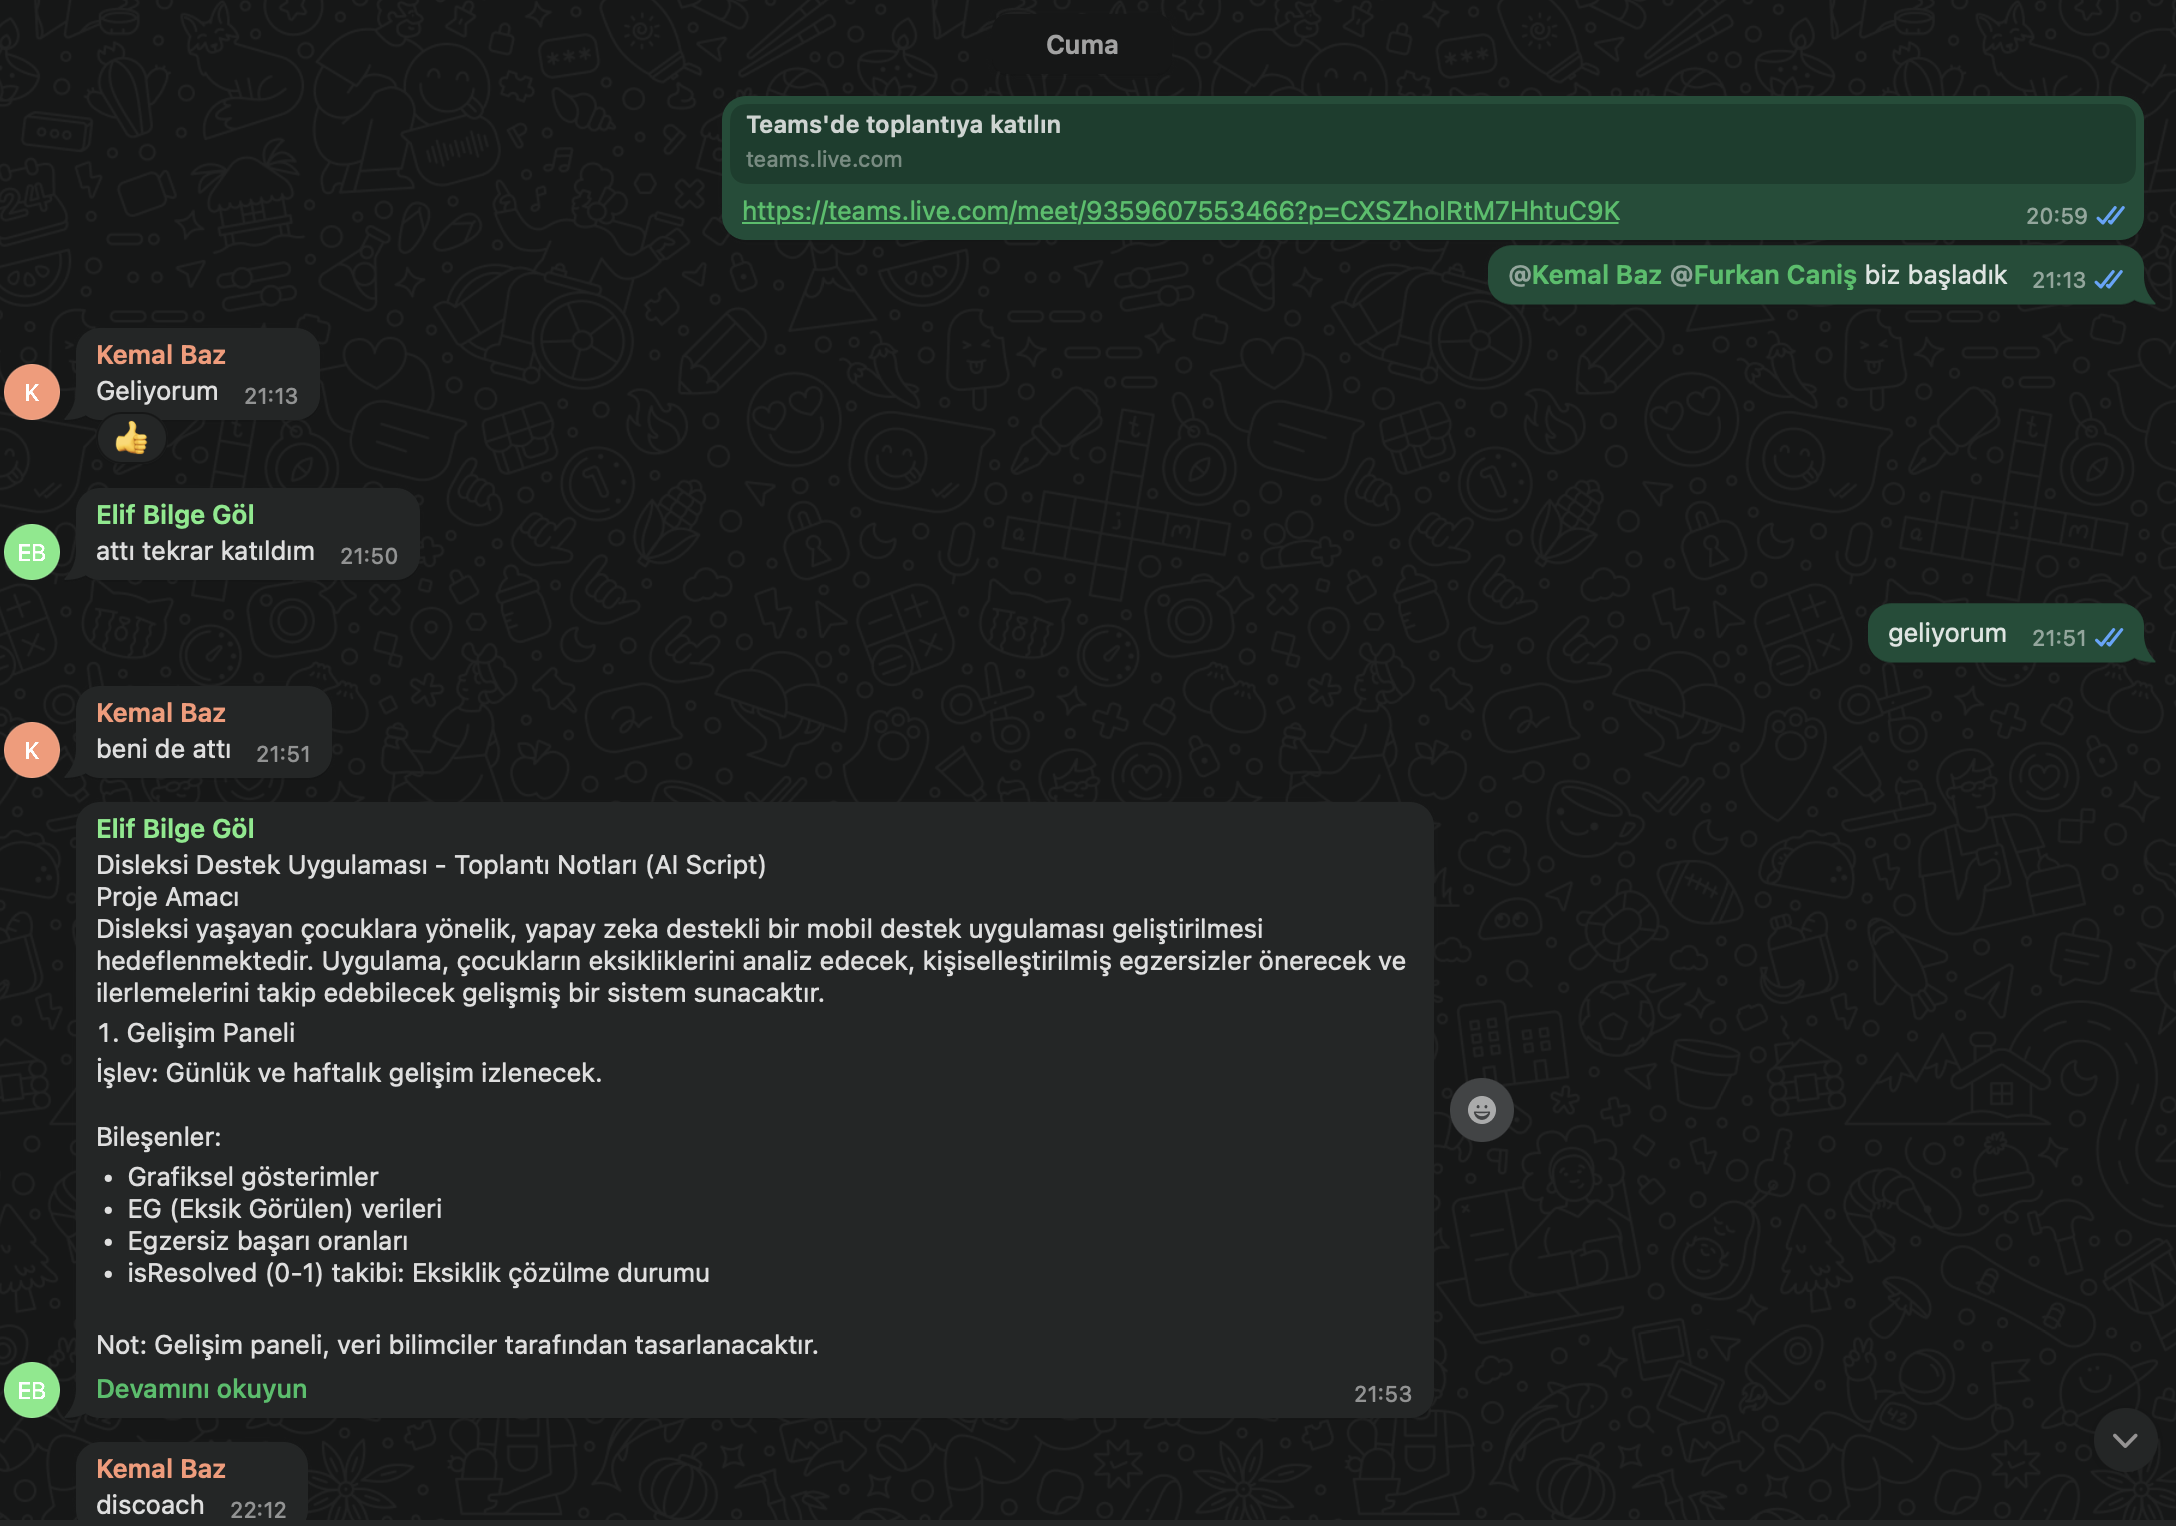 Cuma
Teams'de toplantıya katılın
teams.live.com
https://teams.live.com/meet/9359607553466?p=CXSZholRtM7HhtuC9K
20:59
@Kemal Baz @Furkan Caniş biz başladık 21:13
Kemal Baz
K
Geliyorum 21:13
Elif Bilge Göl
EB
attı tekrar katıldım 21:50
geliyorum 21:51
Kemal Baz
K
beni de attı 21:51
Elif Bilge Göl
Disleksi Destek Uygulaması - Toplantı Notları (AI Script)
Proje Amacı
Disleksi yaşayan çocuklara yönelik, yapay zeka destekli bir mobil destek uygulaması geliştirilmesi
hedeflenmektedir. Uygulama, çocukların eksikliklerini analiz edecek, kişiselleştirilmiş egzersizler önerecek ve
ilerlemelerini takip edebilecek gelişmiş bir sistem sunacaktır.
1. Gelişim Paneli
İşlev: Günlük ve haftalık gelişim izlenecek.
Bileşenler:
• Grafiksel gösterimler
• EG (Eksik Görülen) verileri
• Egzersiz başarı oranları
• isResolved (0-1) takibi: Eksiklik çözülme durumu
Not: Gelişim paneli, veri bilimciler tarafından tasarlanacaktır.
EB
Devamını okuyun 21:53
Kemal Baz
discoach 22:12